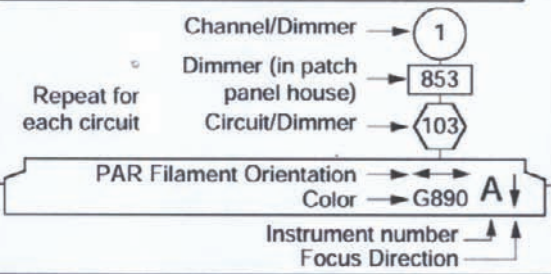 Channel/Dimmer
1
Dimmer (in patch
panel house)
853
Repeat for
each circuit
Circuit/Dimmer
103
PAR Filament Orientation
Color
G890
A
Instrument number
Focus Direction